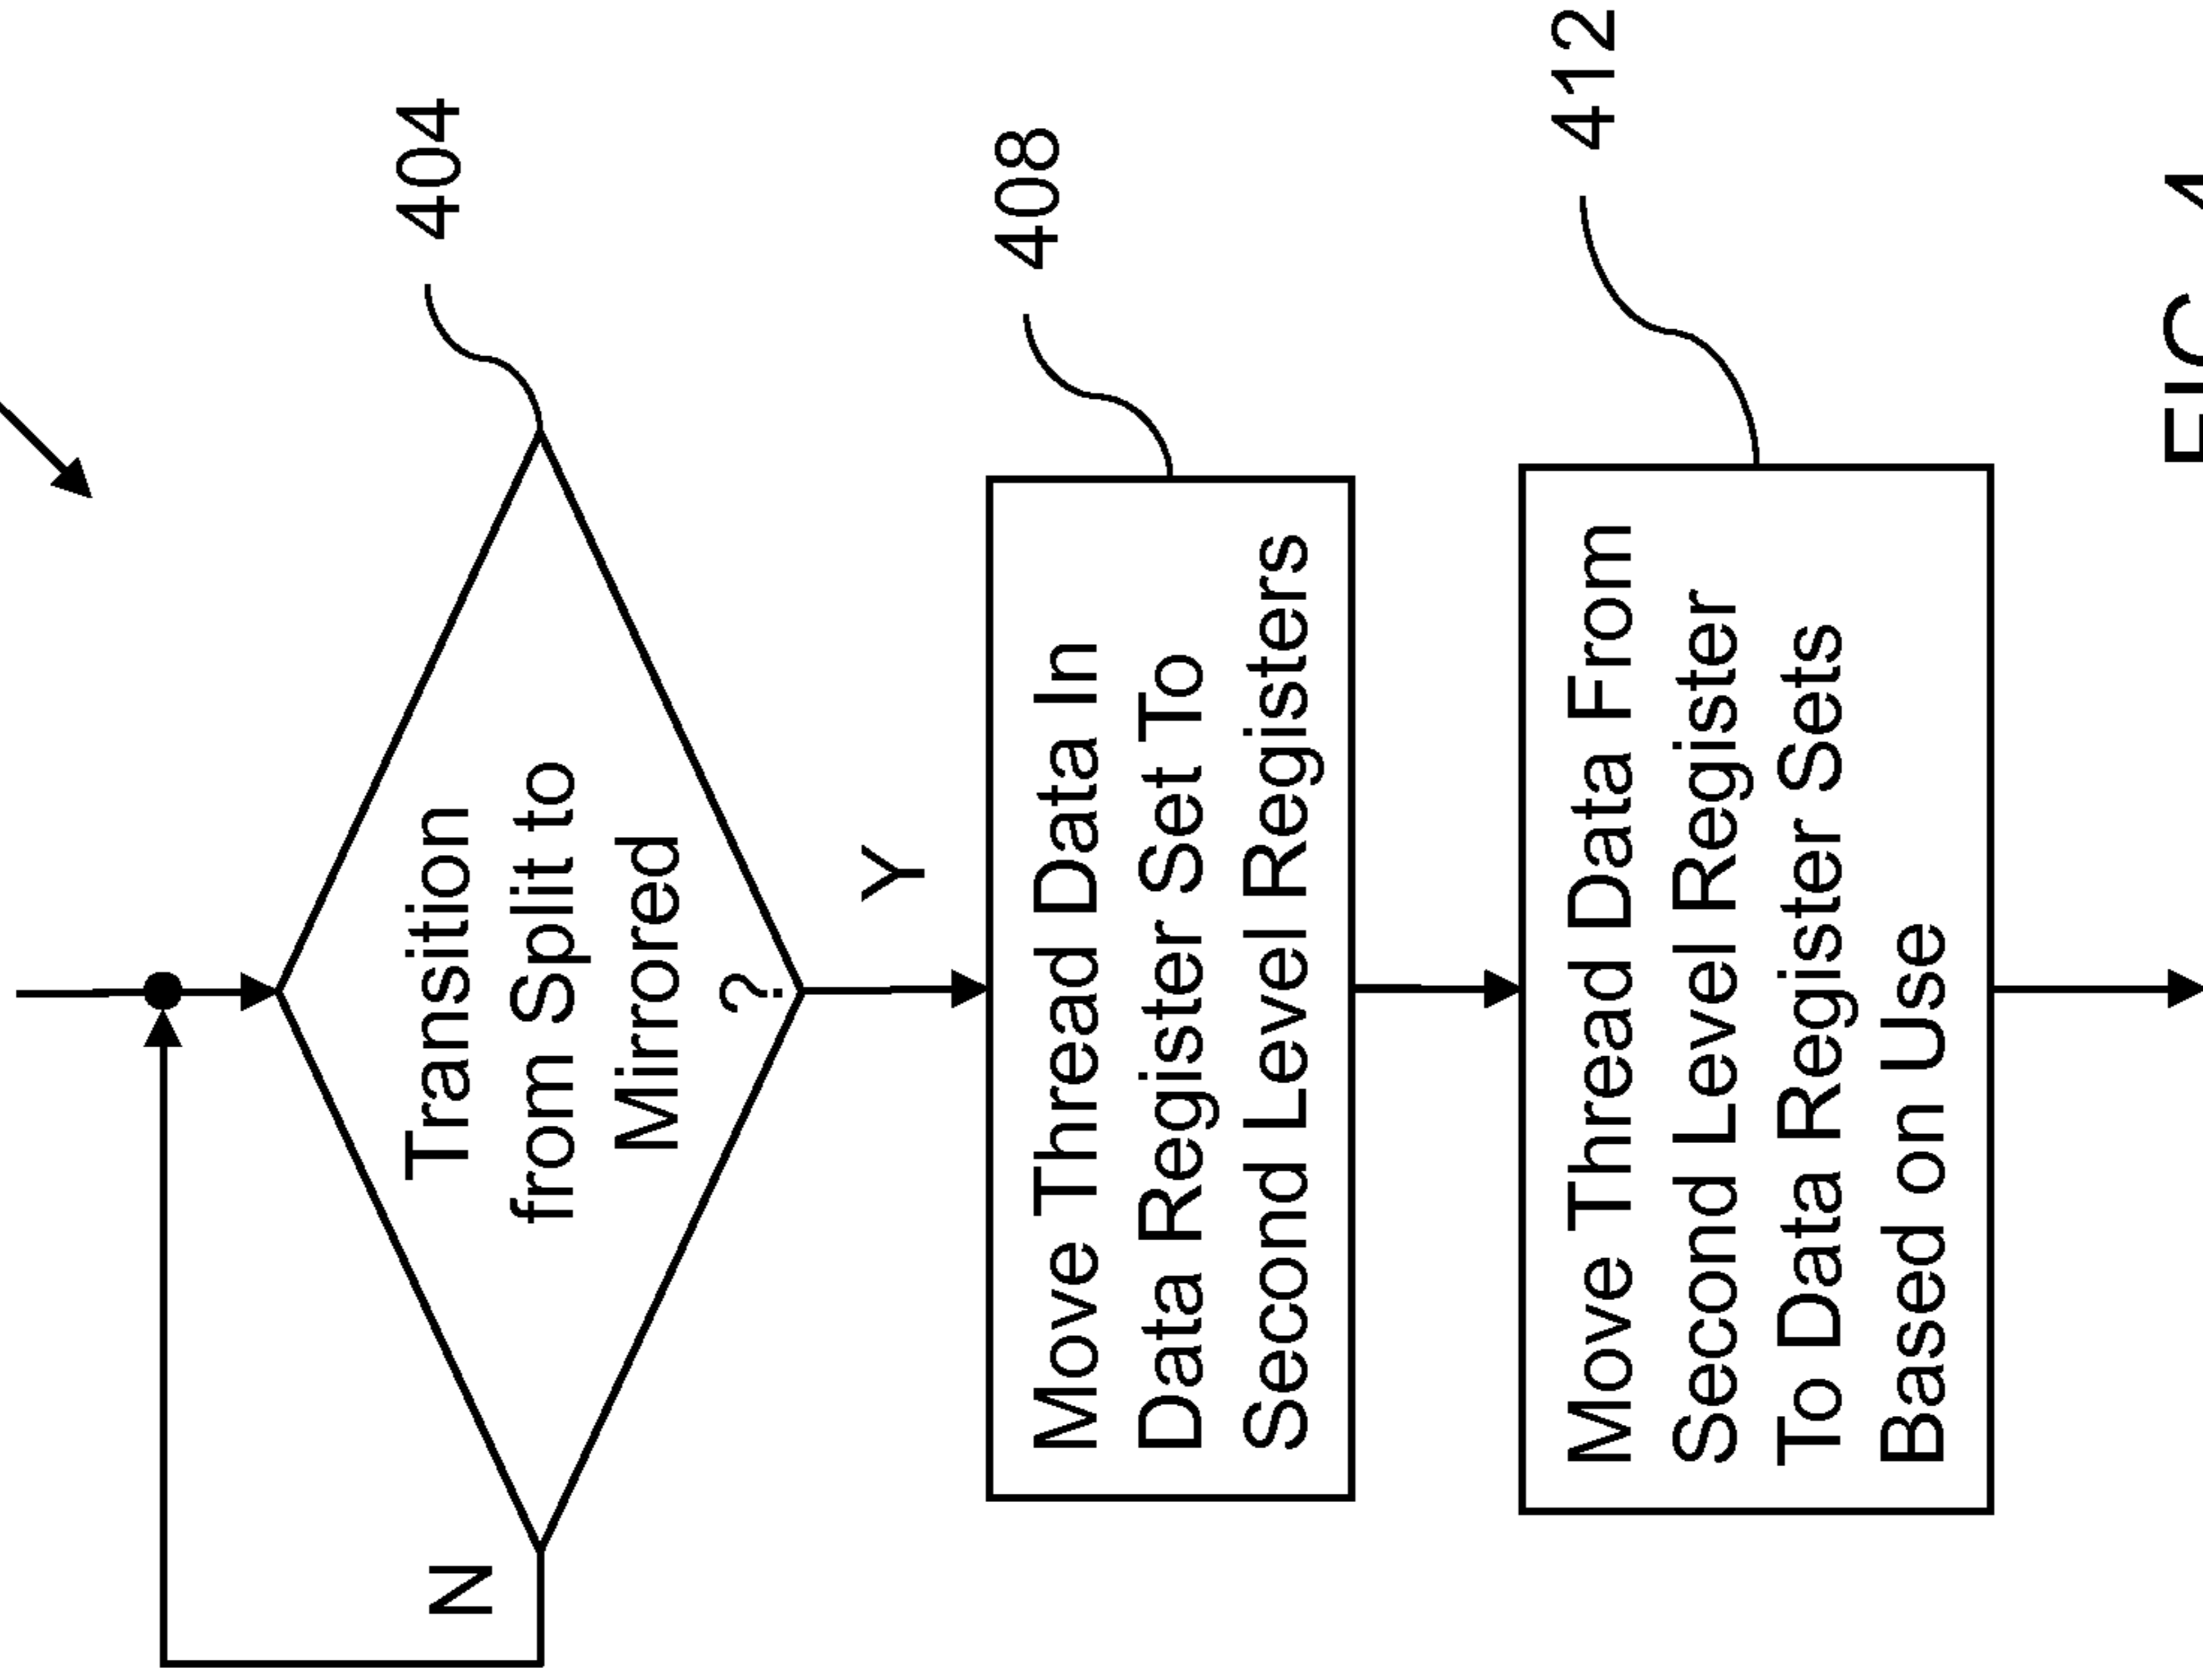 404
Transition
from Split to
Mirrored
?
N
Y
408
Move Thread Data In
Data Register Set To
Second Level Registers
412
Move Thread Data From
Second Level Register
To Data Register Sets
Based on Use